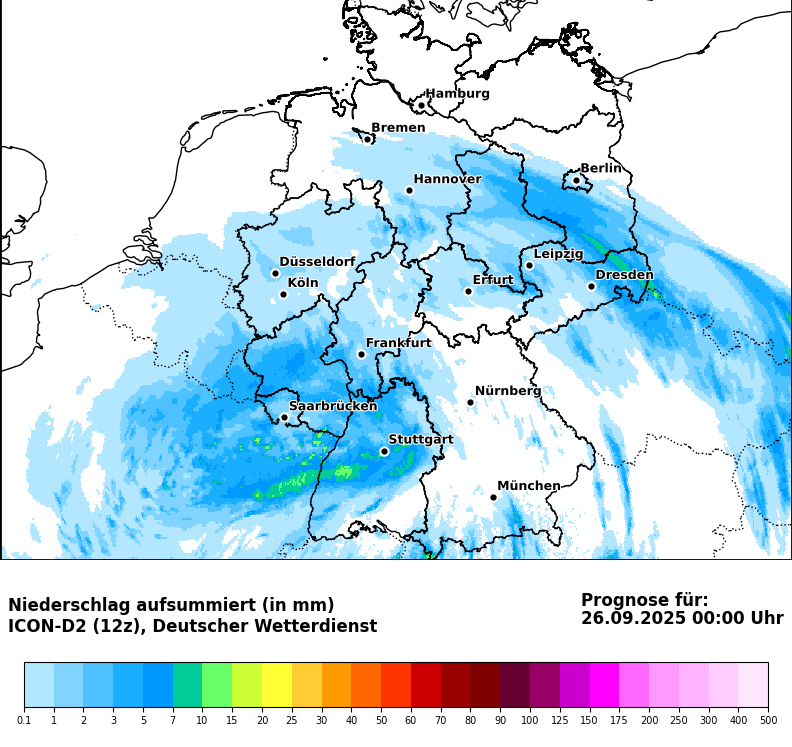 Hamburg
Bremen
Berlin
Hannover
Leipzig
Düsseldorf
Dresden
Köln
Erfurt
Frankfurt
Nürnberg
Saarbrücken
Stuttgart
München
Niederschlag aufsummiert (in mm)
ICON-D2 (12z), Deutscher Wetterdienst
Prognose für:
26.09.2025 00:00 Uhr
0.1 1 2 3 5 7 10 15 20 25 30 40 50 60 70 80 90 100 125 150 175 200 250 300 400 500